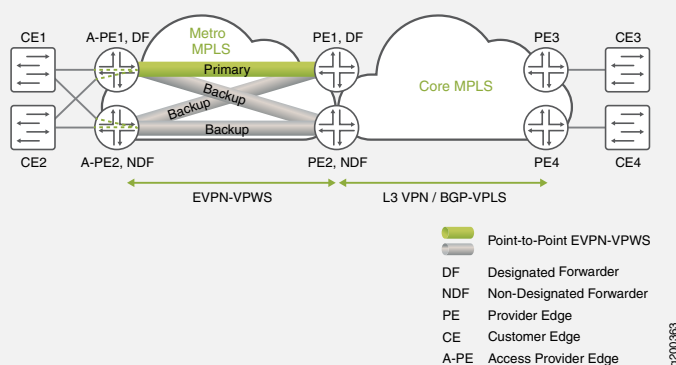 CE1
A-PE1, DF
Metro
MPLS
PE1, DF
PE3
CE3
Primary
Backup
Core MPLS
Backup
Backup
CE2
A-PE2, NDF
PE2, NDF
PE4
CE4
EVPN-VPWS
L3 VPN / BGP-VPLS
Point-to-Point EVPN-VPWS
DF Designated Forwarder
NDF Non-Designated Forwarder
PE Provider Edge
CE Customer Edge
A-PE Access Provider Edge
g200363